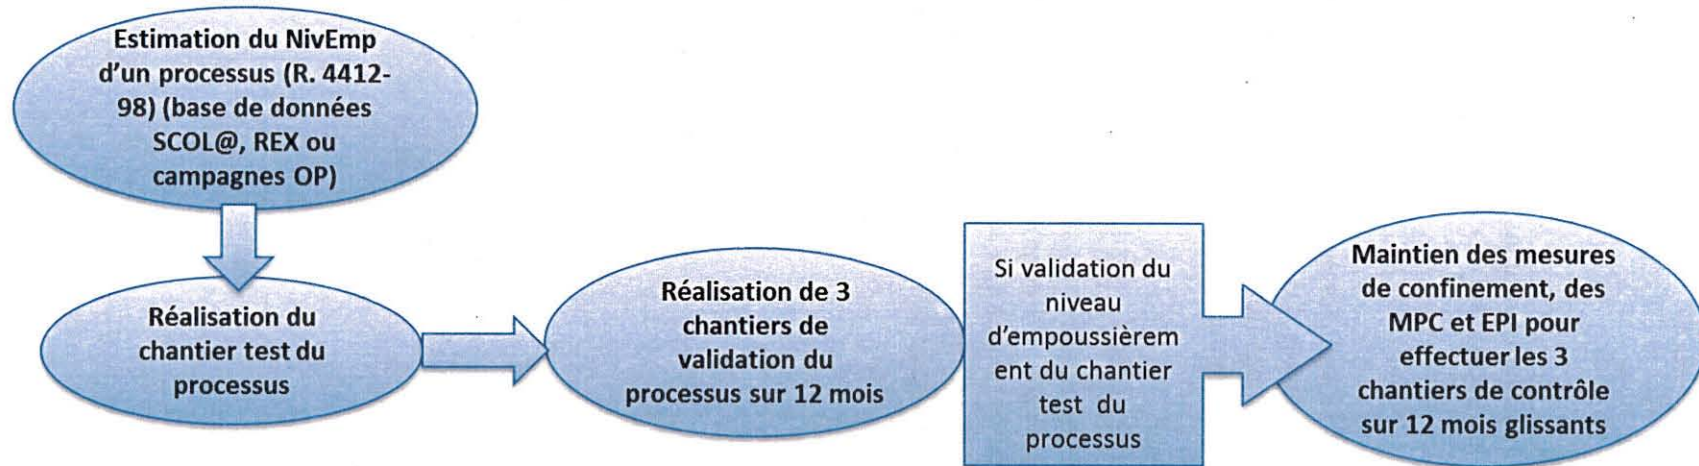 Estimation du NivEmp
d'un processus (R. 4412-
98) (base de données
SCOL@, REX ou
campagnes OP)
Réalisation du
chantier test du
processus
Réalisation de 3
chantiers de
validation du
processus sur 12 mois
Si validation du
niveau
d'empoussièrem
ent du chantier
test du
processus
Maintien des mesures
de confinement, des
MPC et EPI pour
effectuer les 3
chantiers de contrôle
sur 12 mois glissants